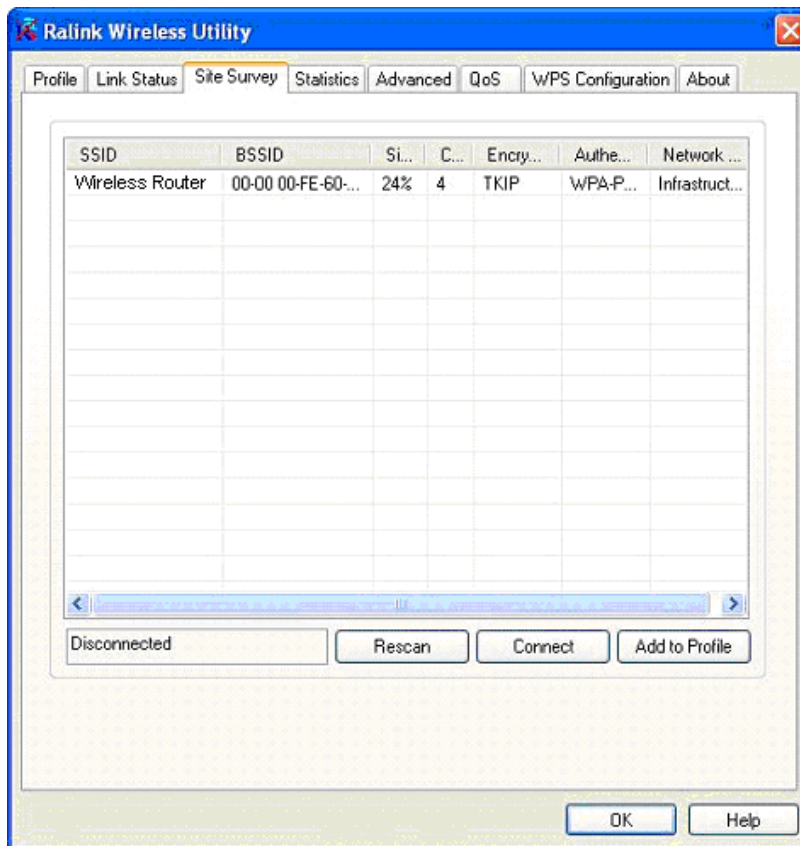 Ralink Wireless Utility
Profile Link Status Site Survey Statistics Advanced QoS WPS Configuration About
SSID BSSID Si... C... Encry... Authe... Network ...
Wireless Router 00-00 00-FE-60-... 24% 4 TKIP WPA-P... Infrastruct...
Disconnected Rescan Connect Add to Profile
OK Help